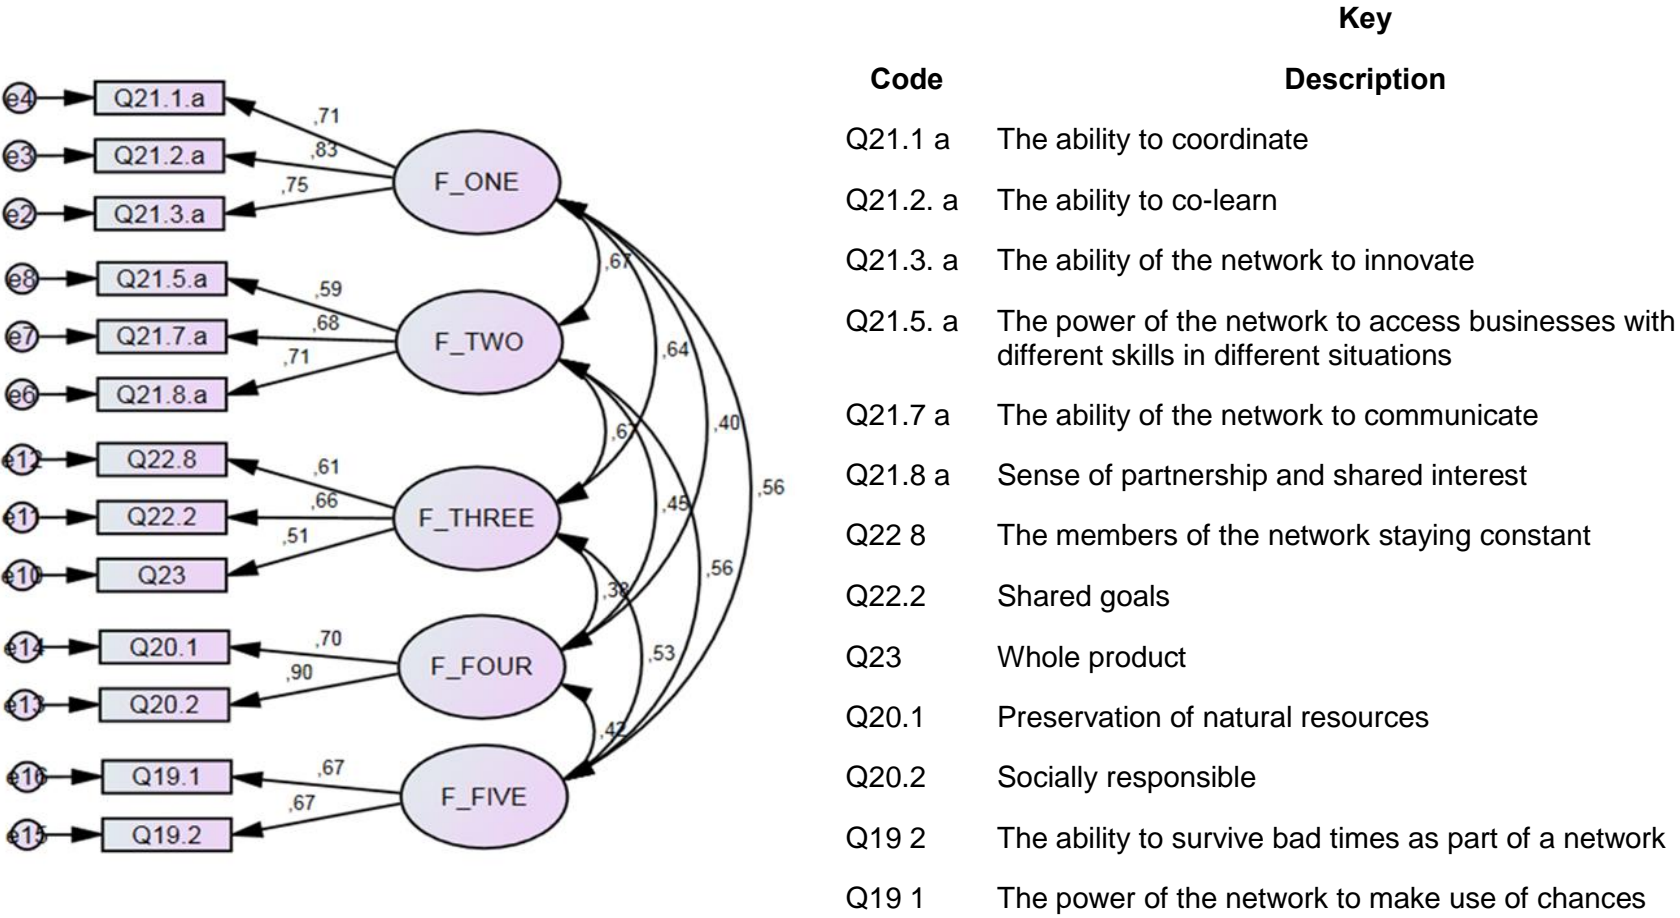 e4
Q21.1.a
,71
e3
Q21.2.a
,83
e2
Q21.3.a
,75
F_ONE
e8
Q21.5.a
,59
e7
Q21.7.a
,68
e6
Q21.8.a
,71
F_TWO
e12
Q22.8
,61
e11
Q22.2
,66
e10
Q23
,51
F_THREE
e14
Q20.1
,70
e13
Q20.2
,90
F_FOUR
e16
Q19.1
,67
e15
Q19.2
,67
F_FIVE
,67
,64
,40
,56
,67
,45
,56
,38
,53
,42
Key
Code Description
Q21.1 a The ability to coordinate
Q21.2. a The ability to co-learn
Q21.3. a The ability of the network to innovate
Q21.5. a The power of the network to access businesses with
different skills in different situations
Q21.7 a The ability of the network to communicate
Q21.8 a Sense of partnership and shared interest
Q22 8 The members of the network staying constant
Q22.2 Shared goals
Q23 Whole product
Q20.1 Preservation of natural resources
Q20.2 Socially responsible
Q19 2 The ability to survive bad times as part of a network
Q19 1 The power of the network to make use of chances